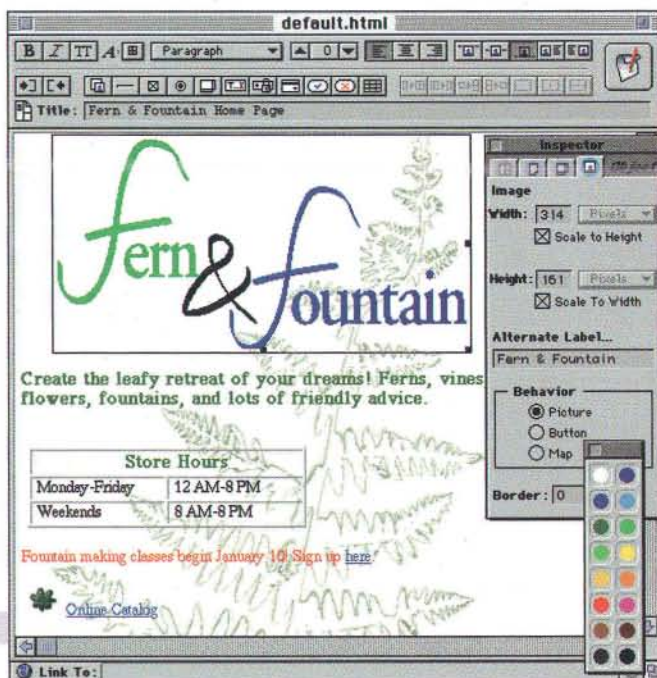 default.html
B I TT A Paragraph 0
Title: Fern & Fountain Home Page
Fern & Fountain
Create the leafy retreat of your dreams! Ferns, vines
flowers, fountains, and lots of friendly advice.
Store Hours
Monday-Friday 12 AM-8 PM
Weekends 8 AM-8 PM
Fountain making classes begin January 10! Sign up here!
Online Catalog
Link To:
Inspector
Image
Width: 314 Pixels
Scale to Height
Height: 161 Pixels
Scale To Width
Alternate Label...
Fern & Fountain
Behavior
Picture
Button
Map
Border: 0